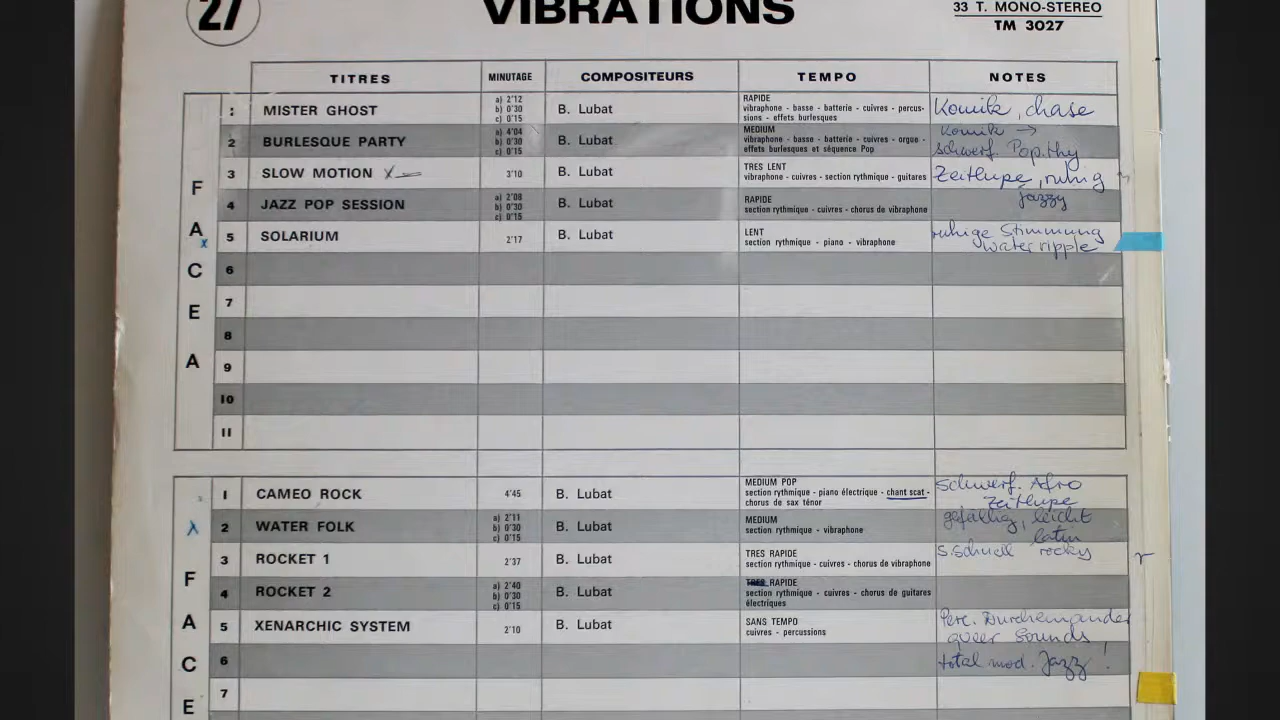 27
VIBRATIONS
33 T. MONO-STEREO
TM 3027
TITRES MINUTAGE COMPOSITEURS TEMPO NOTES
FACE A
1 MISTER GHOST a) 2'12 b) 0'30 c) 0'15 B. Lubat RAPIDE Komik, chase
vibraphone - basse - batterie - cuivres - percus-
sions - effets burlesques
2 BURLESQUE PARTY a) 4'04 b) 0'30 c) 0'15 B. Lubat MEDIUM Komik →
vibraphone - basse - batterie - cuivres - orgue - schwerf. Pop.thy
effets burlesques et séquence Pop
3 SLOW MOTION 3'10 B. Lubat TRES LENT Zeitlupe, ruhig
vibraphone - cuivres - section rythmique - guitares
4 JAZZ POP SESSION a) 2'08 b) 0'30 c) 0'15 B. Lubat RAPIDE jazzy
section rythmique - cuivres - chorus de vibraphone
5 SOLARIUM 2'17 B. Lubat LENT ruhige Stimmung
section rythmique - piano - vibraphone water ripple
6
7
8
9
10
11
FACE
1 CAMEO ROCK 4'45 B. Lubat MEDIUM POP schwerf. Afro
section rythmique - piano électrique - chant scat - Zeitlupe
chorus de sax ténor
2 WATER FOLK a) 2'11 b) 0'30 c) 0'15 B. Lubat MEDIUM gefällig, leicht
section rythmique - vibraphone latin
3 ROCKET 1 2'37 B. Lubat TRES RAPIDE s.schnell rocky
section rythmique - cuivres - chorus de vibraphone
4 ROCKET 2 a) 2'40 b) 0'30 c) 0'15 B. Lubat TRES RAPIDE
section rythmique - cuivres - chorus de guitares
électriques
5 XENARCHIC SYSTEM 2'10 B. Lubat SANS TEMPO Perc. Durcheinander
cuivres - percussions queer Sounds
6 total mod. Jazz!
7